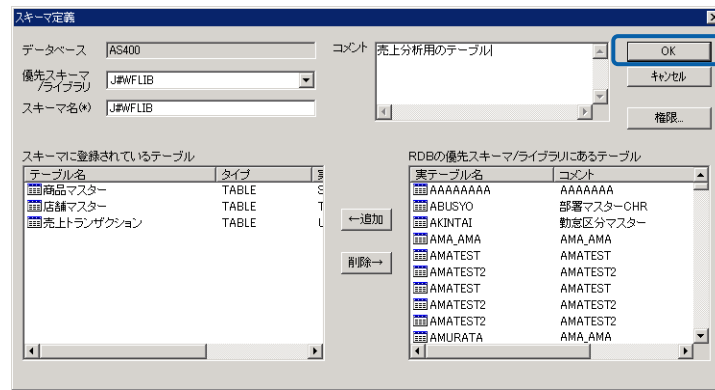 スキーマ定義
データベース AS400
コメント 売上分析用のテーブル
OK
優先スキーマ/ライブラリ J#WFLIB
キャンセル
スキーマ名(*) J#WFLIB
権限...
スキーマに登録されているテーブル
テーブル名 タイプ
商品マスター TABLE S
店舗マスター TABLE T
売上トランザクション TABLE L
←追加
削除→
RDBの優先スキーマ/ライブラリにあるテーブル
実テーブル名 コメント
AAAAAAAA AAAAAAA
ABUSYO 部署マスターCHR
AKINTAI 勤怠区分マスター
AMA_AMA AMA_AMA
AMATEST AMATEST
AMATEST2 AMATEST2
AMATEST AMATEST
AMATEST2 AMATEST2
AMATEST2 AMATEST2
AMURATA AMA_AMA